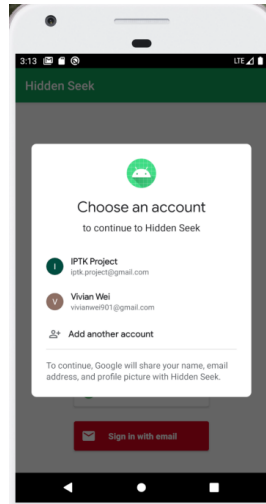 3:13
LTE
Hidden Seek
Choose an account
to continue to Hidden Seek
I
IPTK Project
iptk.project@gmail.com
V
Vivian Wei
vivianwei901@gmail.com
Add another account
To continue, Google will share your name, email
address, and profile picture with Hidden Seek.
Sign in with email